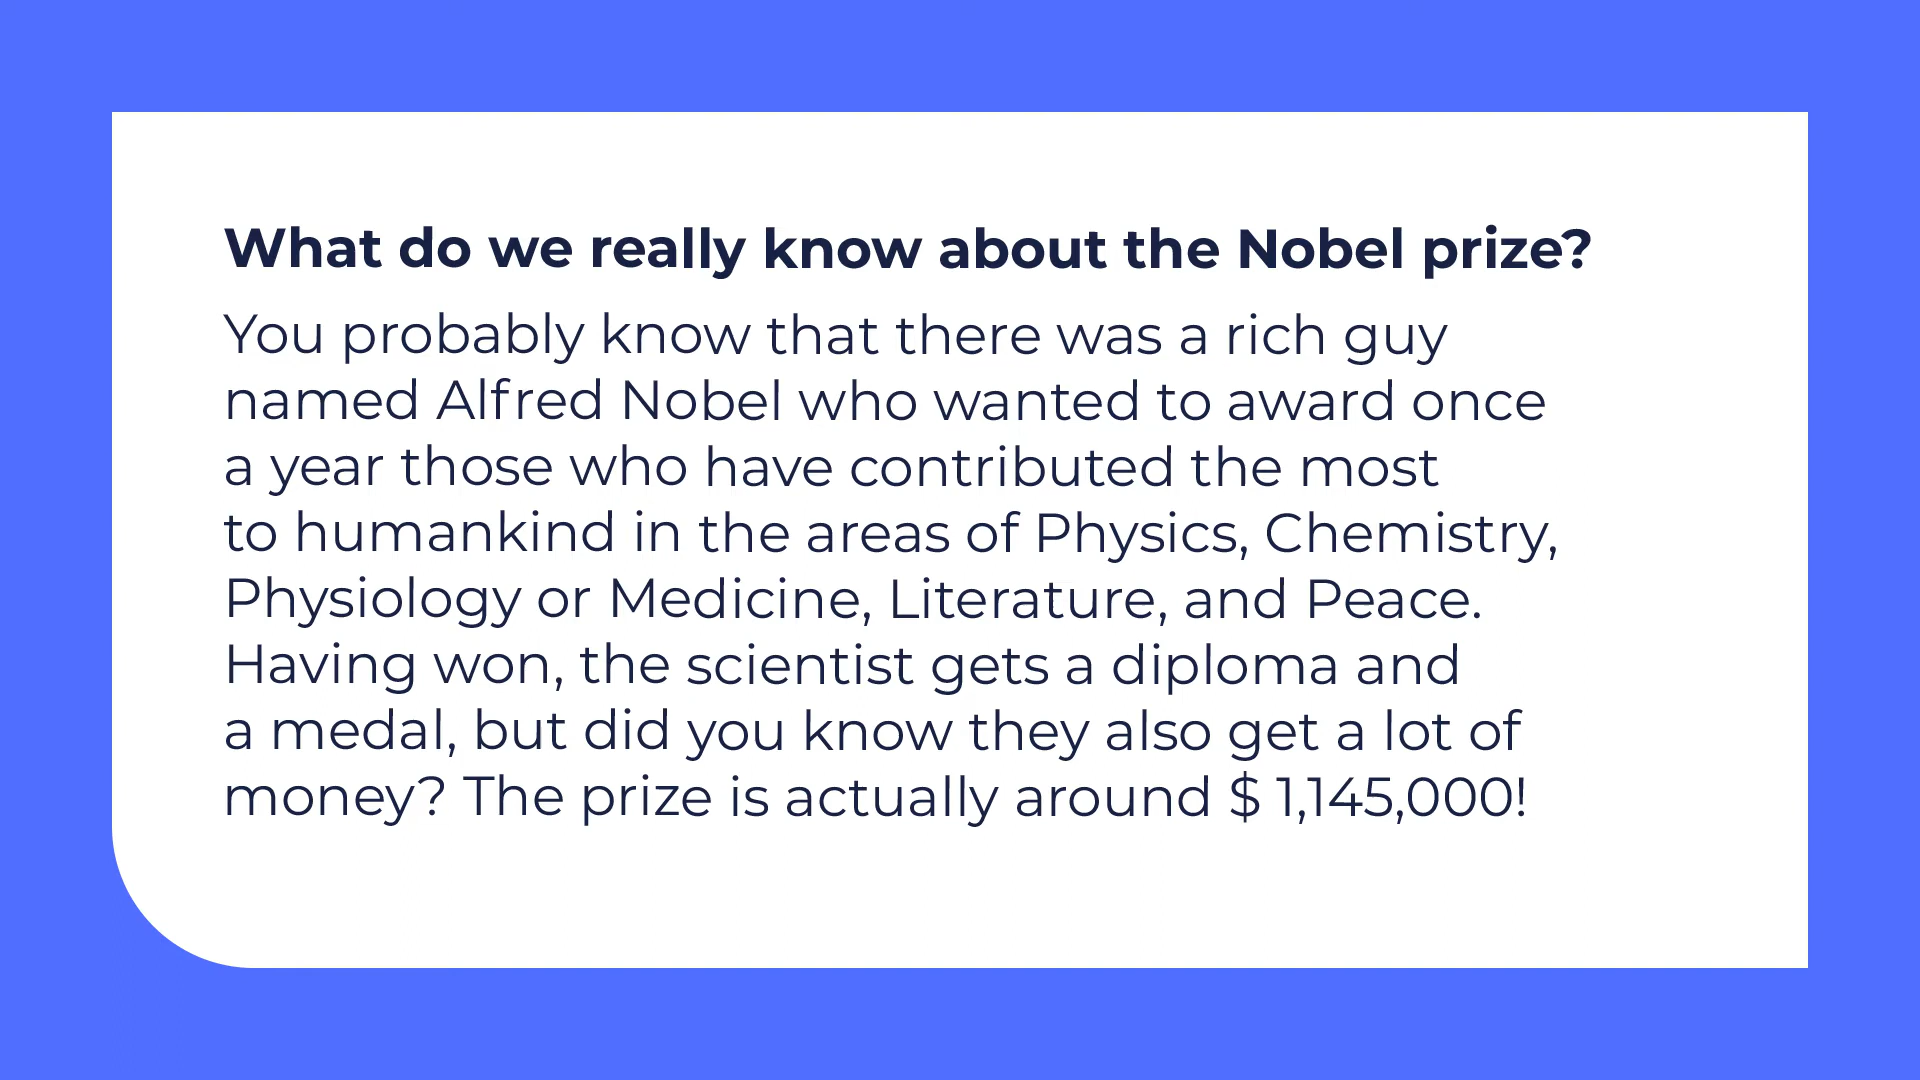 What do we really know about the Nobel prize?
You probably know that there was a rich guy
named Alfred Nobel who wanted to award once
a year those who have contributed the most
to humankind in the areas of Physics, Chemistry,
Physiology or Medicine, Literature, and Peace.
Having won, the scientist gets a diploma and
a medal, but did you know they also get a lot of
money? The prize is actually around $ 1,145,000!